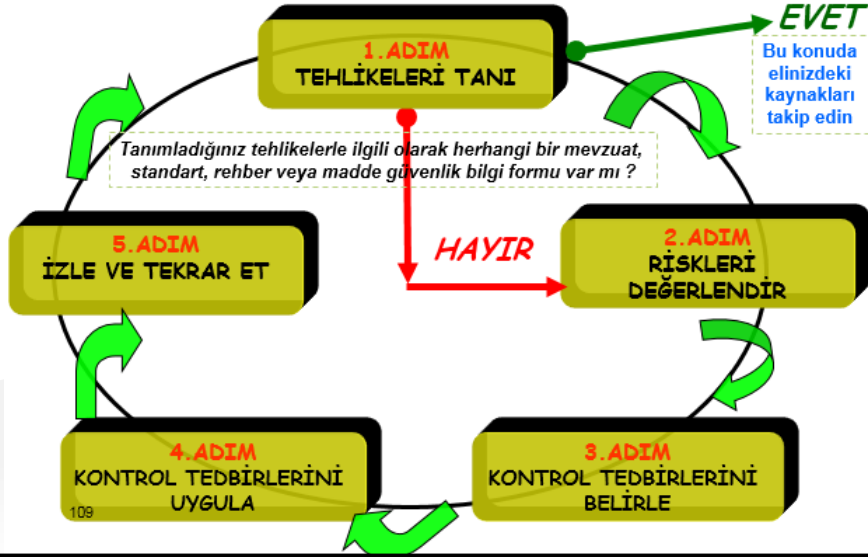 EVET
Bu konuda
elinizdeki
kaynakları
takip edin
1.ADIM
TEHLİKELERİ TANI
Tanımladığınız tehlikelerle ilgili olarak herhangi bir mevzuat,
standart, rehber veya madde güvenlik bilgi formu var mı ?
HAYIR
2.ADIM
RİSKLERİ
DEĞERLENDİR
3.ADIM
KONTROL TEDBİRLERİNİ
BELİRLE
4.ADIM
KONTROL TEDBİRLERİNİ
UYGULA
5.ADIM
İZLE VE TEKRAR ET
109